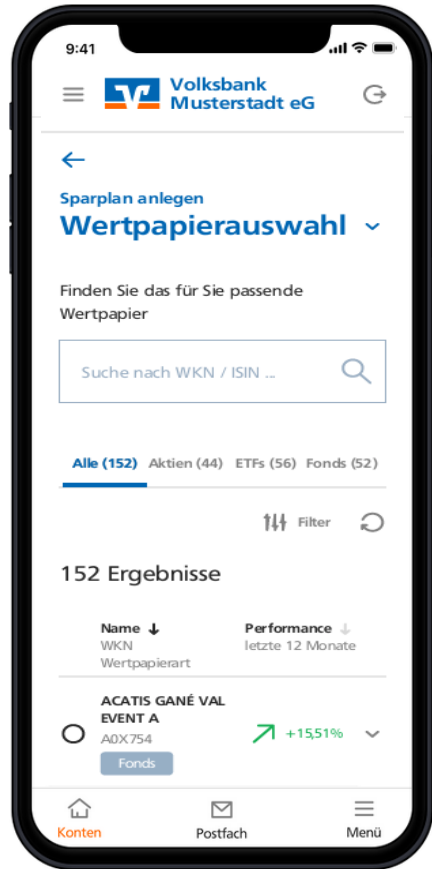 9:41
Volksbank
Musterstadt eG
Sparplan anlegen
Wertpapierauswahl
Finden Sie das für Sie passende
Wertpapier
Suche nach WKN / ISIN ...
Alle (152) Aktien (44) ETFs (56) Fonds (52)
Filter
152 Ergebnisse
Name Performance
WKN letzte 12 Monate
Wertpapierart
ACATIS GANÉ VAL
EVENT A
A0X754 +15,51%
Fonds
Konten Postfach Menü